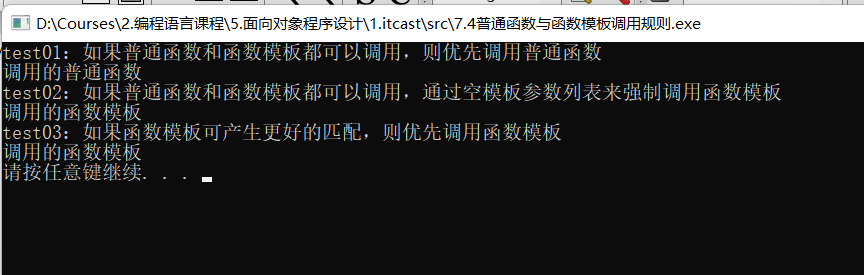 D:\Courses\2.编程语言课程\5.面向对象程序设计\1.itcast\src\7.4普通函数与函数模板调用规则.exe
test01：如果普通函数和函数模板都可以调用，则优先调用普通函数
调用的普通函数
test02：如果普通函数和函数模板都可以调用，通过空模板参数列表来强制调用函数模板
调用的函数模板
test03：如果函数模板可产生更好的匹配，则优先调用函数模板
调用的函数模板
请按任意键继续. . .